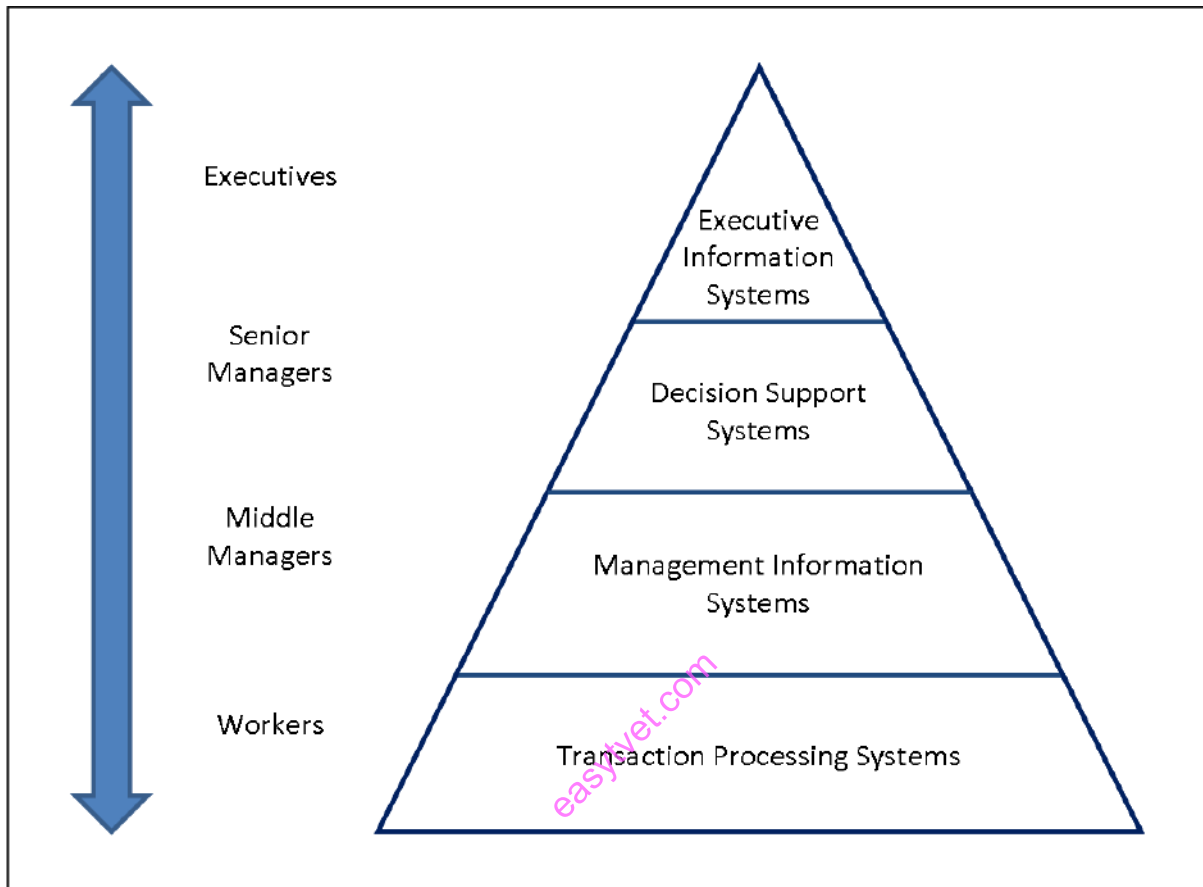 Executives
Executive
Information
Systems
Senior
Managers
Decision Support
Systems
Middle
Managers
Management Information
Systems
Workers
Transaction Processing Systems
easytvet.com